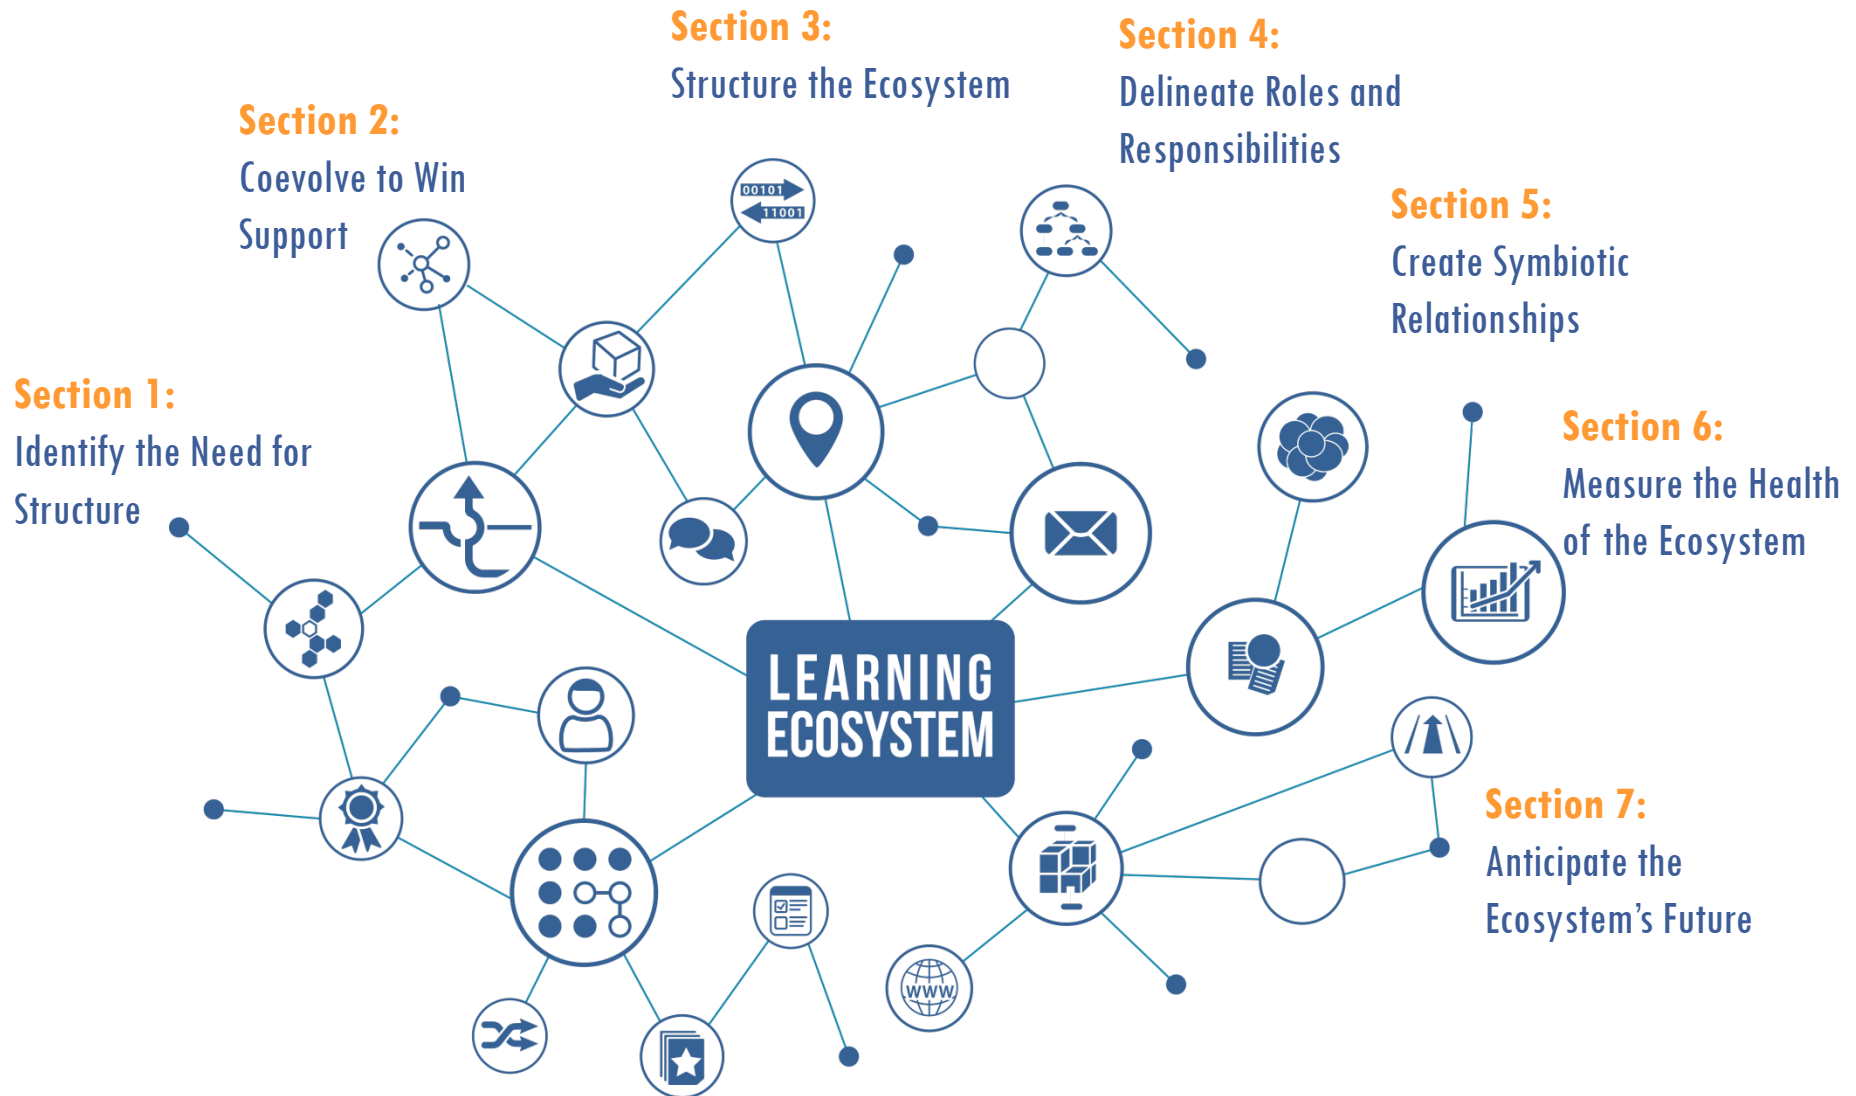 Section 3:
Structure the Ecosystem
Section 4:
Delineate Roles and
Responsibilities
Section 2:
Coevolve to Win
Support
00101
11001
Section 5:
Create Symbiotic
Relationships
Section 1:
Identify the Need for
Structure
Section 6:
Measure the Health
of the Ecosystem
LEARNING
ECOSYSTEM
Section 7:
Anticipate the
Ecosystem’s Future
WWW